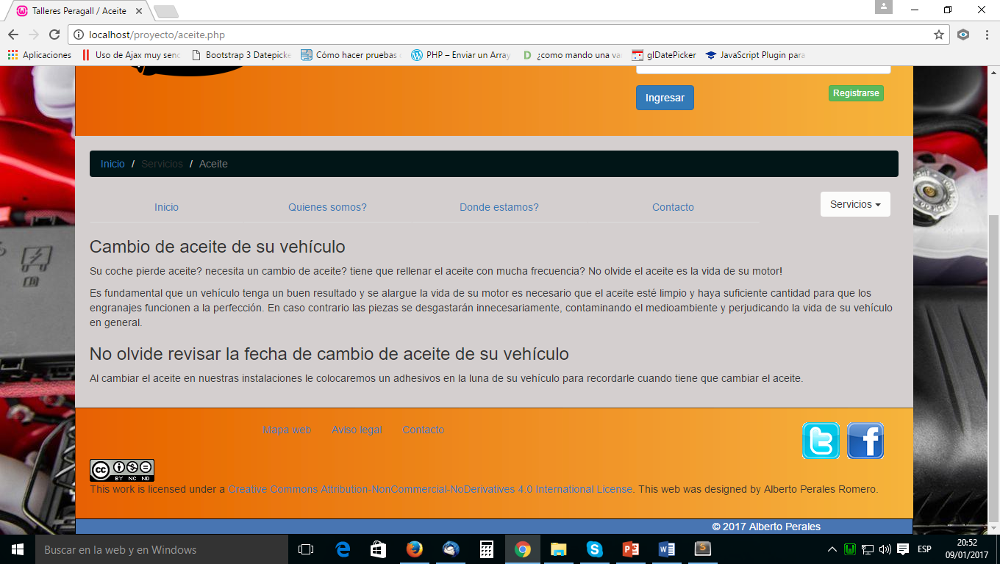 Talleres Peragall / Aceite
localhost/proyecto/aceite.php
Aplicaciones Uso de Ajax muy senc Bootstrap 3 Datepicke Cómo hacer pruebas PHP – Enviar un Array ¿como mando una va glDatePicker JavaScript Plugin para
Ingresar Registrarse
Inicio / Servicios / Aceite
Inicio Quienes somos? Donde estamos? Contacto Servicios
Cambio de aceite de su vehículo
Su coche pierde aceite? necesita un cambio de aceite? tiene que rellenar el aceite con mucha frecuencia? No olvide el aceite es la vida de su motor!
Es fundamental que un vehículo tenga un buen resultado y se alargue la vida de su motor es necesario que el aceite esté limpio y haya suficiente cantidad para que los
engranajes funcionen a la perfección. En caso contrario las piezas se desgastarán innecesariamente, contaminando el medioambiente y perjudicando la vida de su vehículo
en general.
No olvide revisar la fecha de cambio de aceite de su vehículo
Al cambiar el aceite en nuestras instalaciones le colocaremos un adhesivos en la luna de su vehículo para recordarle cuando tiene que cambiar el aceite.
Mapa web Aviso legal Contacto
cc BY NC ND
This work is licensed under a Creative Commons Attribution-NonCommercial-NoDerivatives 4.0 International License. This web was designed by Alberto Perales Romero.
© 2017 Alberto Perales
Buscar en la web y en Windows
ESP
20:52
09/01/2017